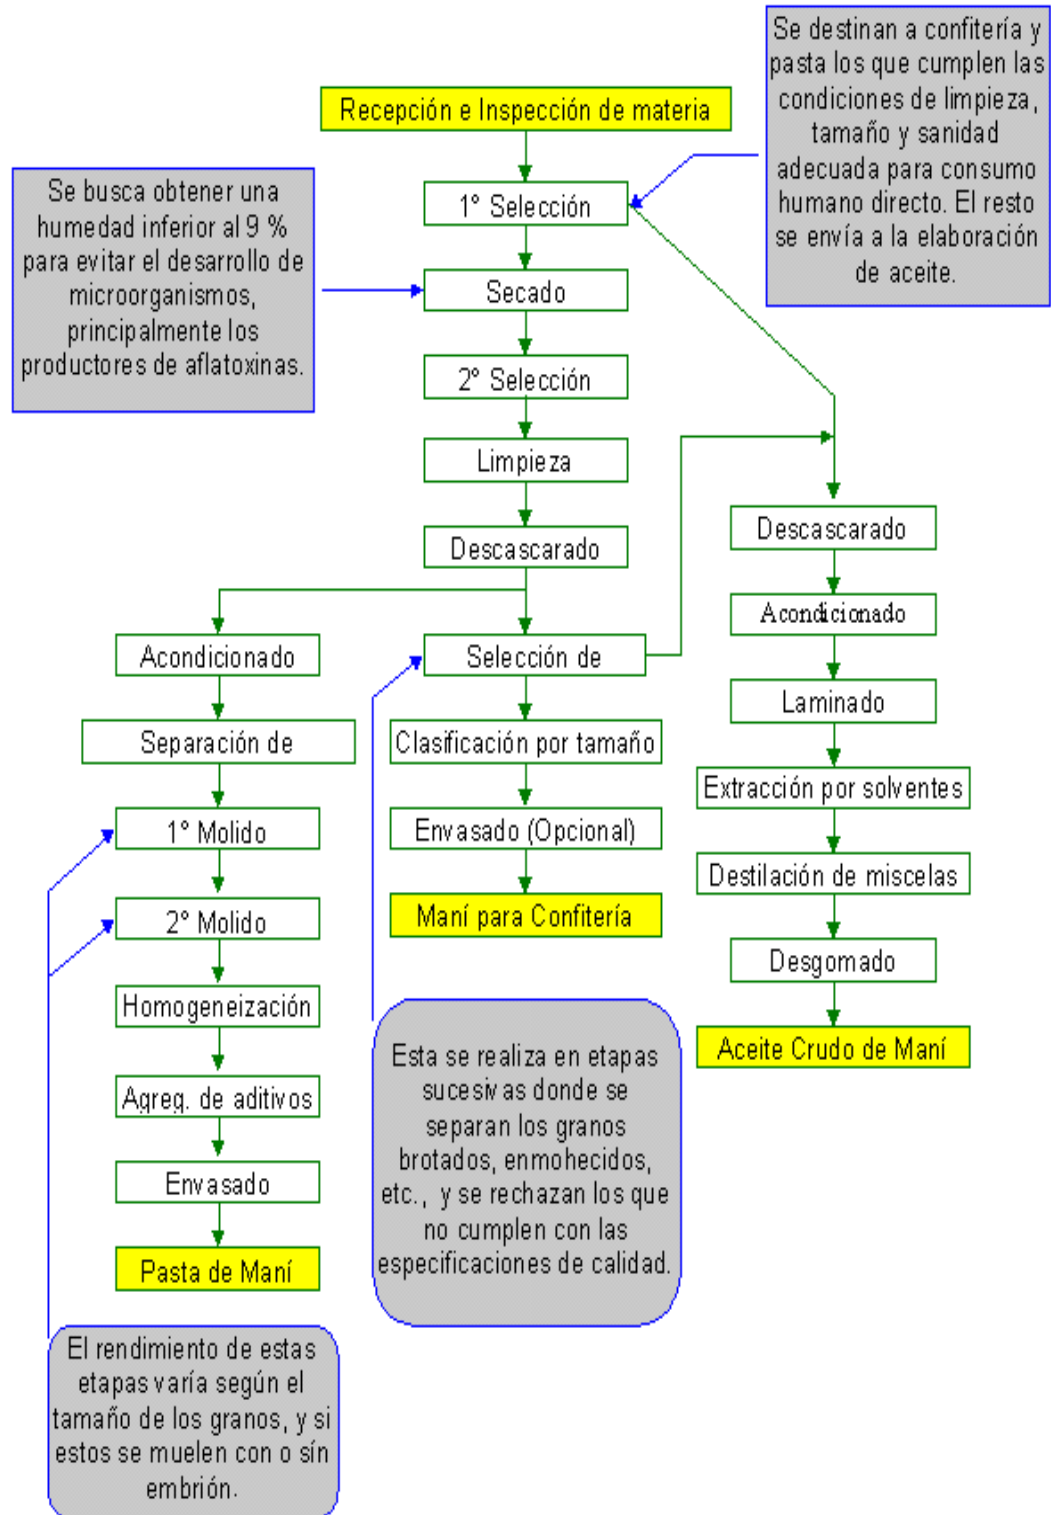 Se destinan a confitería y
pasta los que cumplen las
condiciones de limpieza,
tamaño y sanidad
adecuada para consumo
humano directo. El resto
se envía a la elaboración
de aceite.
Recepción e Inspección de materia
Se busca obtener una
humedad inferior al 9 %
para evitar el desarrollo de
microorganismos,
principalmente los
productores de aflatoxinas.
1° Selección
Secado
2° Selección
Limpieza
Descascarado
Acondicionado
Separación de
1° Molido
2° Molido
Homogeneización
Agreg. de aditivos
Envasado
Pasta de Maní
El rendimiento de estas
etapas varía según el
tamaño de los granos, y si
estos se muelen con o sín
embrión.
Selección de
Clasificación por tamaño
Envasado (Opcional)
Maní para Confitería
Esta se realiza en etapas
sucesivas donde se
separan los granos
brotados, enmohecidos,
etc., y se rechazan los que
no cumplen con las
especificaciones de calidad.
Descascarado
Acondicionado
Laminado
Extracción por solventes
Destilación de miscelas
Desgomado
Aceite Crudo de Maní